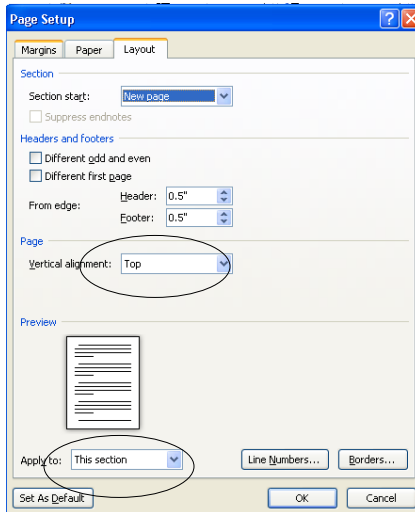 Page Setup
Margins Paper Layout
Section
Section start: New page
Suppress endnotes
Headers and footers
Different odd and even
Different first page
From edge:
Header: 0.5"
Footer: 0.5"
Page
Vertical alignment: Top
Preview
Apply to: This section
Line Numbers... Borders...
Set As Default OK Cancel